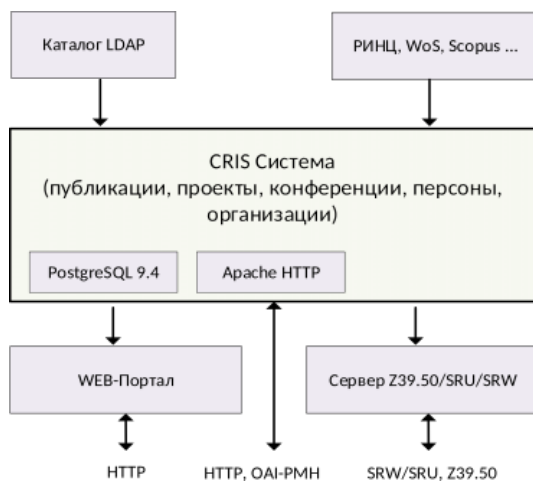 Каталог LDAP
РИНЦ, WoS, Scopus ...
CRIS Система
(публикации, проекты, конференции, персоны,
организации)
PostgreSQL 9.4
Apache HTTP
WEB-Портал
Сервер Z39.50/SRU/SRW
HTTP
HTTP, OAI-PMH
SRW/SRU, Z39.50